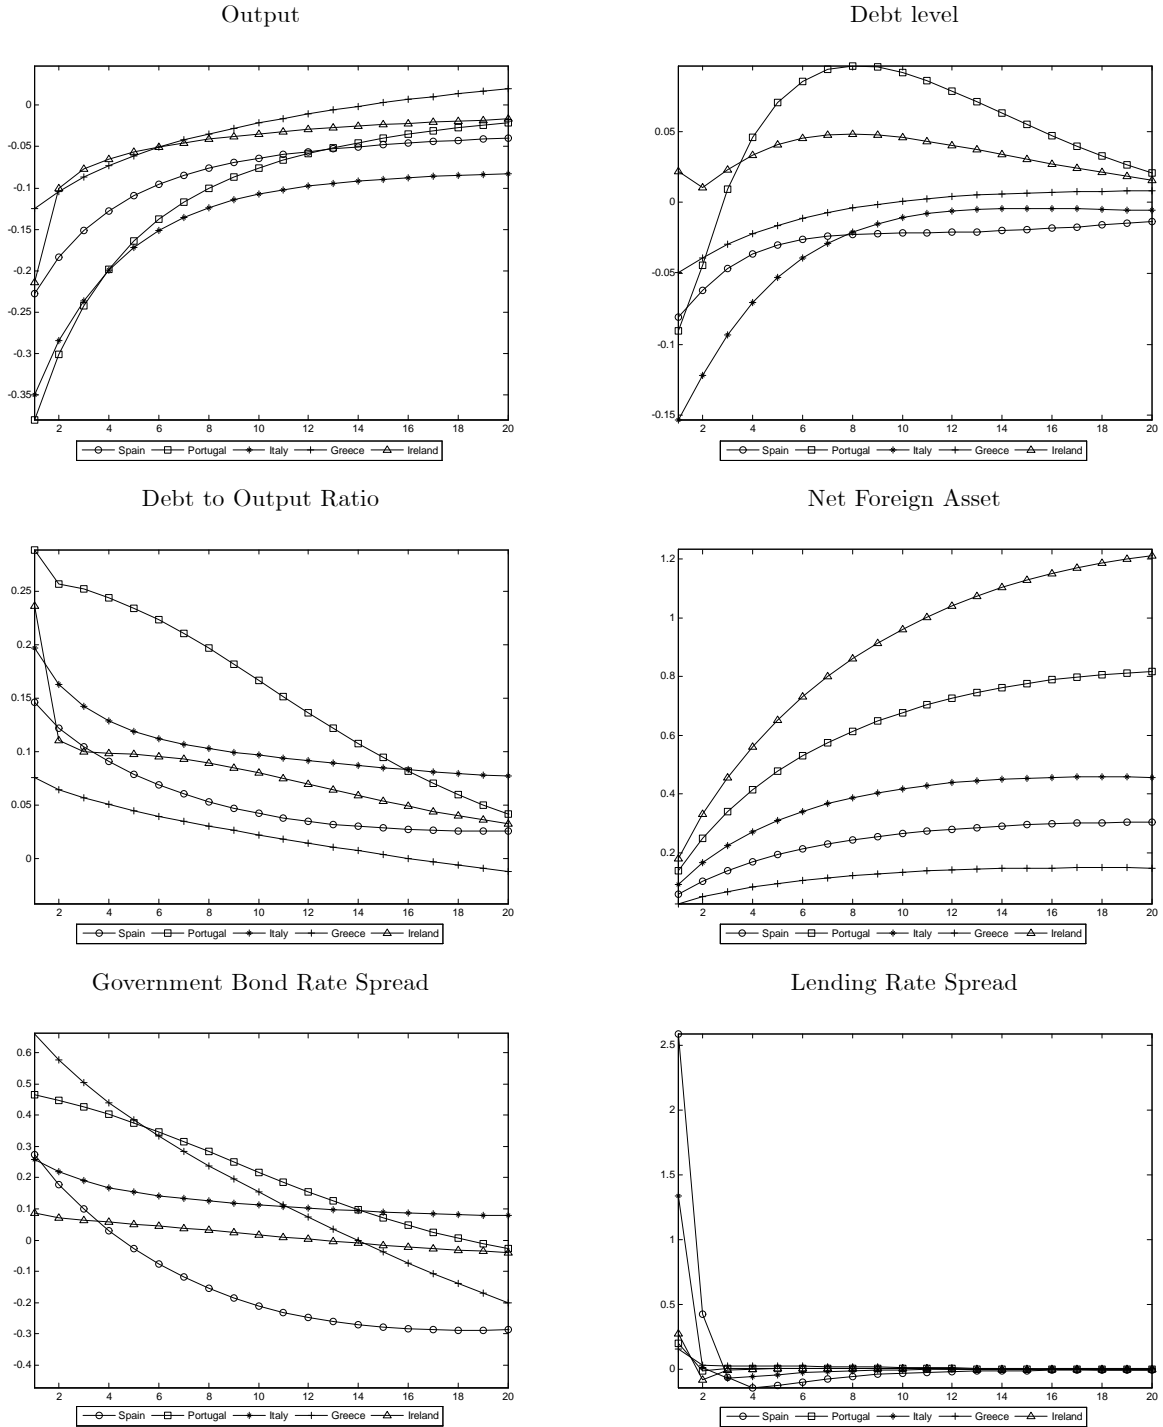 Output
Debt level
0
-0.05
-0.1
-0.15
-0.2
-0.25
-0.3
-0.35
2 4 6 8 10 12 14 16 18 20
Spain Portugal Italy Greece Ireland
0.05
0
-0.05
-0.1
-0.15
2 4 6 8 10 12 14 16 18 20
Spain Portugal Italy Greece Ireland
Debt to Output Ratio
Net Foreign Asset
0.25
0.2
0.15
0.1
0.05
0
2 4 6 8 10 12 14 16 18 20
Spain Portugal Italy Greece Ireland
1.2
1
0.8
0.6
0.4
0.2
2 4 6 8 10 12 14 16 18 20
Spain Portugal Italy Greece Ireland
Government Bond Rate Spread
Lending Rate Spread
0.6
0.5
0.4
0.3
0.2
0.1
0
-0.1
-0.2
-0.3
-0.4
2 4 6 8 10 12 14 16 18 20
Spain Portugal Italy Greece Ireland
2.5
2
1.5
1
0.5
0
2 4 6 8 10 12 14 16 18 20
Spain Portugal Italy Greece Ireland